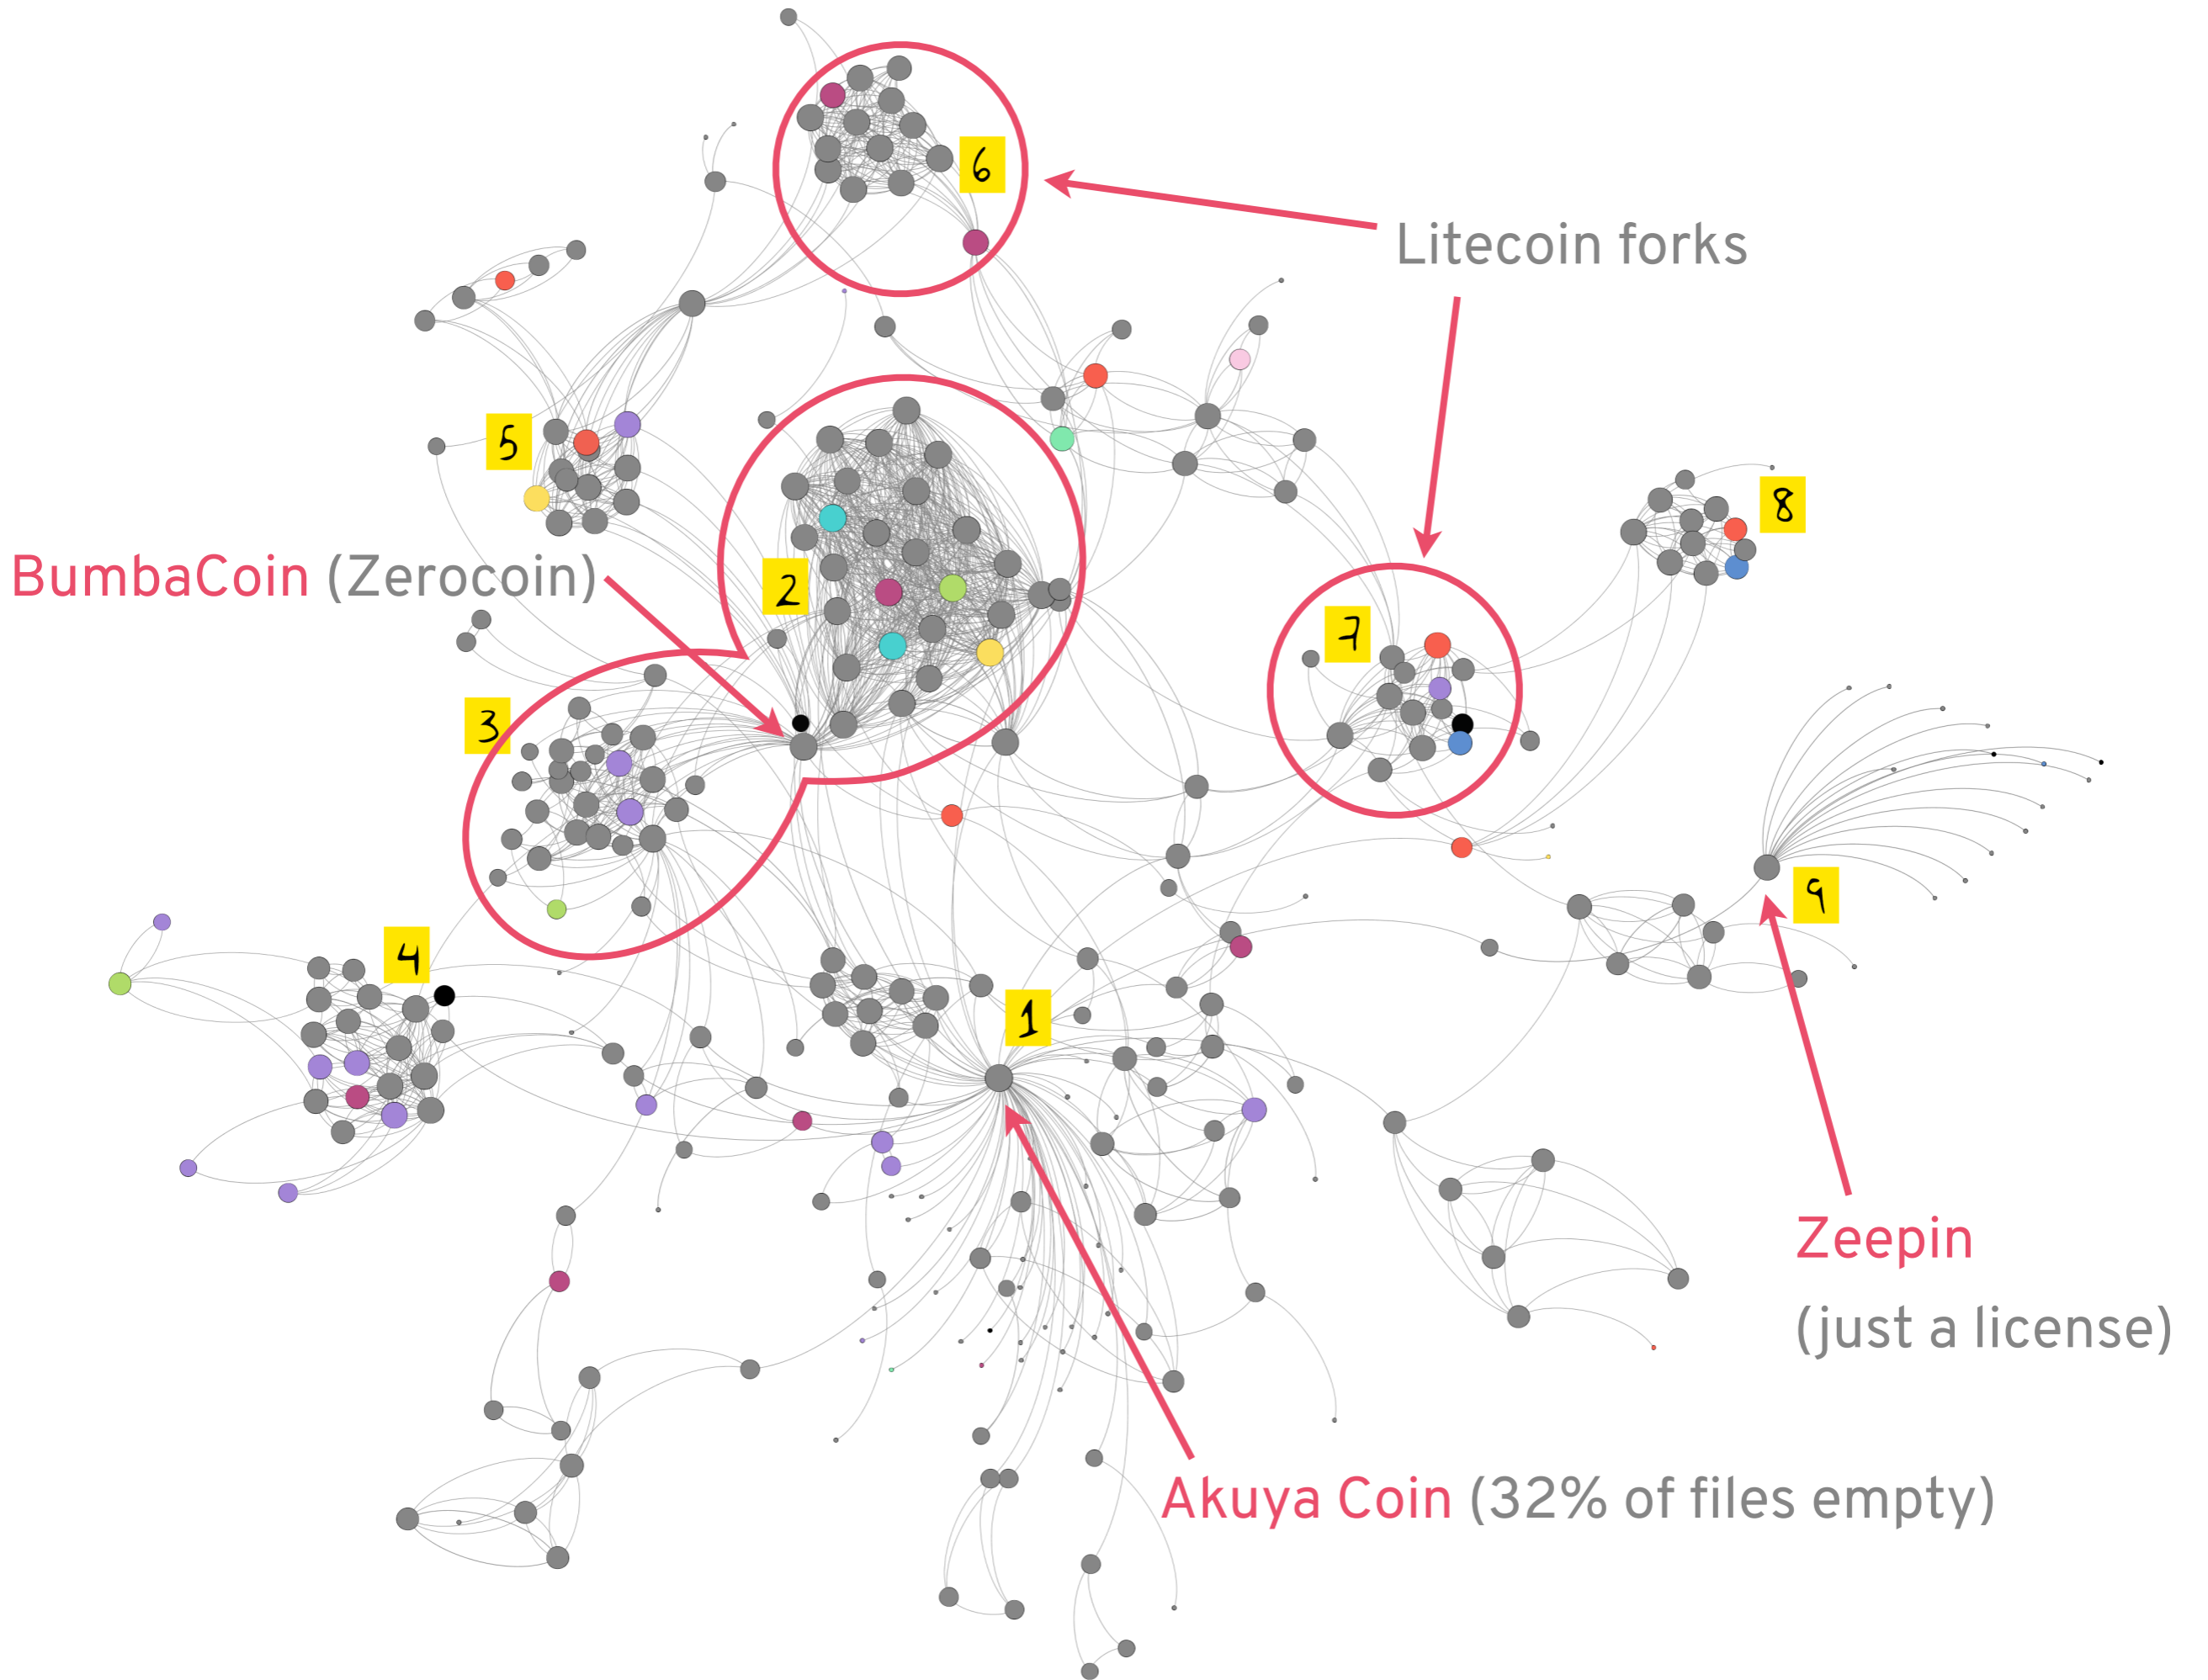 6
Litecoin forks
5
8
BumbaCoin (Zerocoin)
2
7
3
9
4
1
Zeepin
(just a license)
Akuya Coin (32% of files empty)